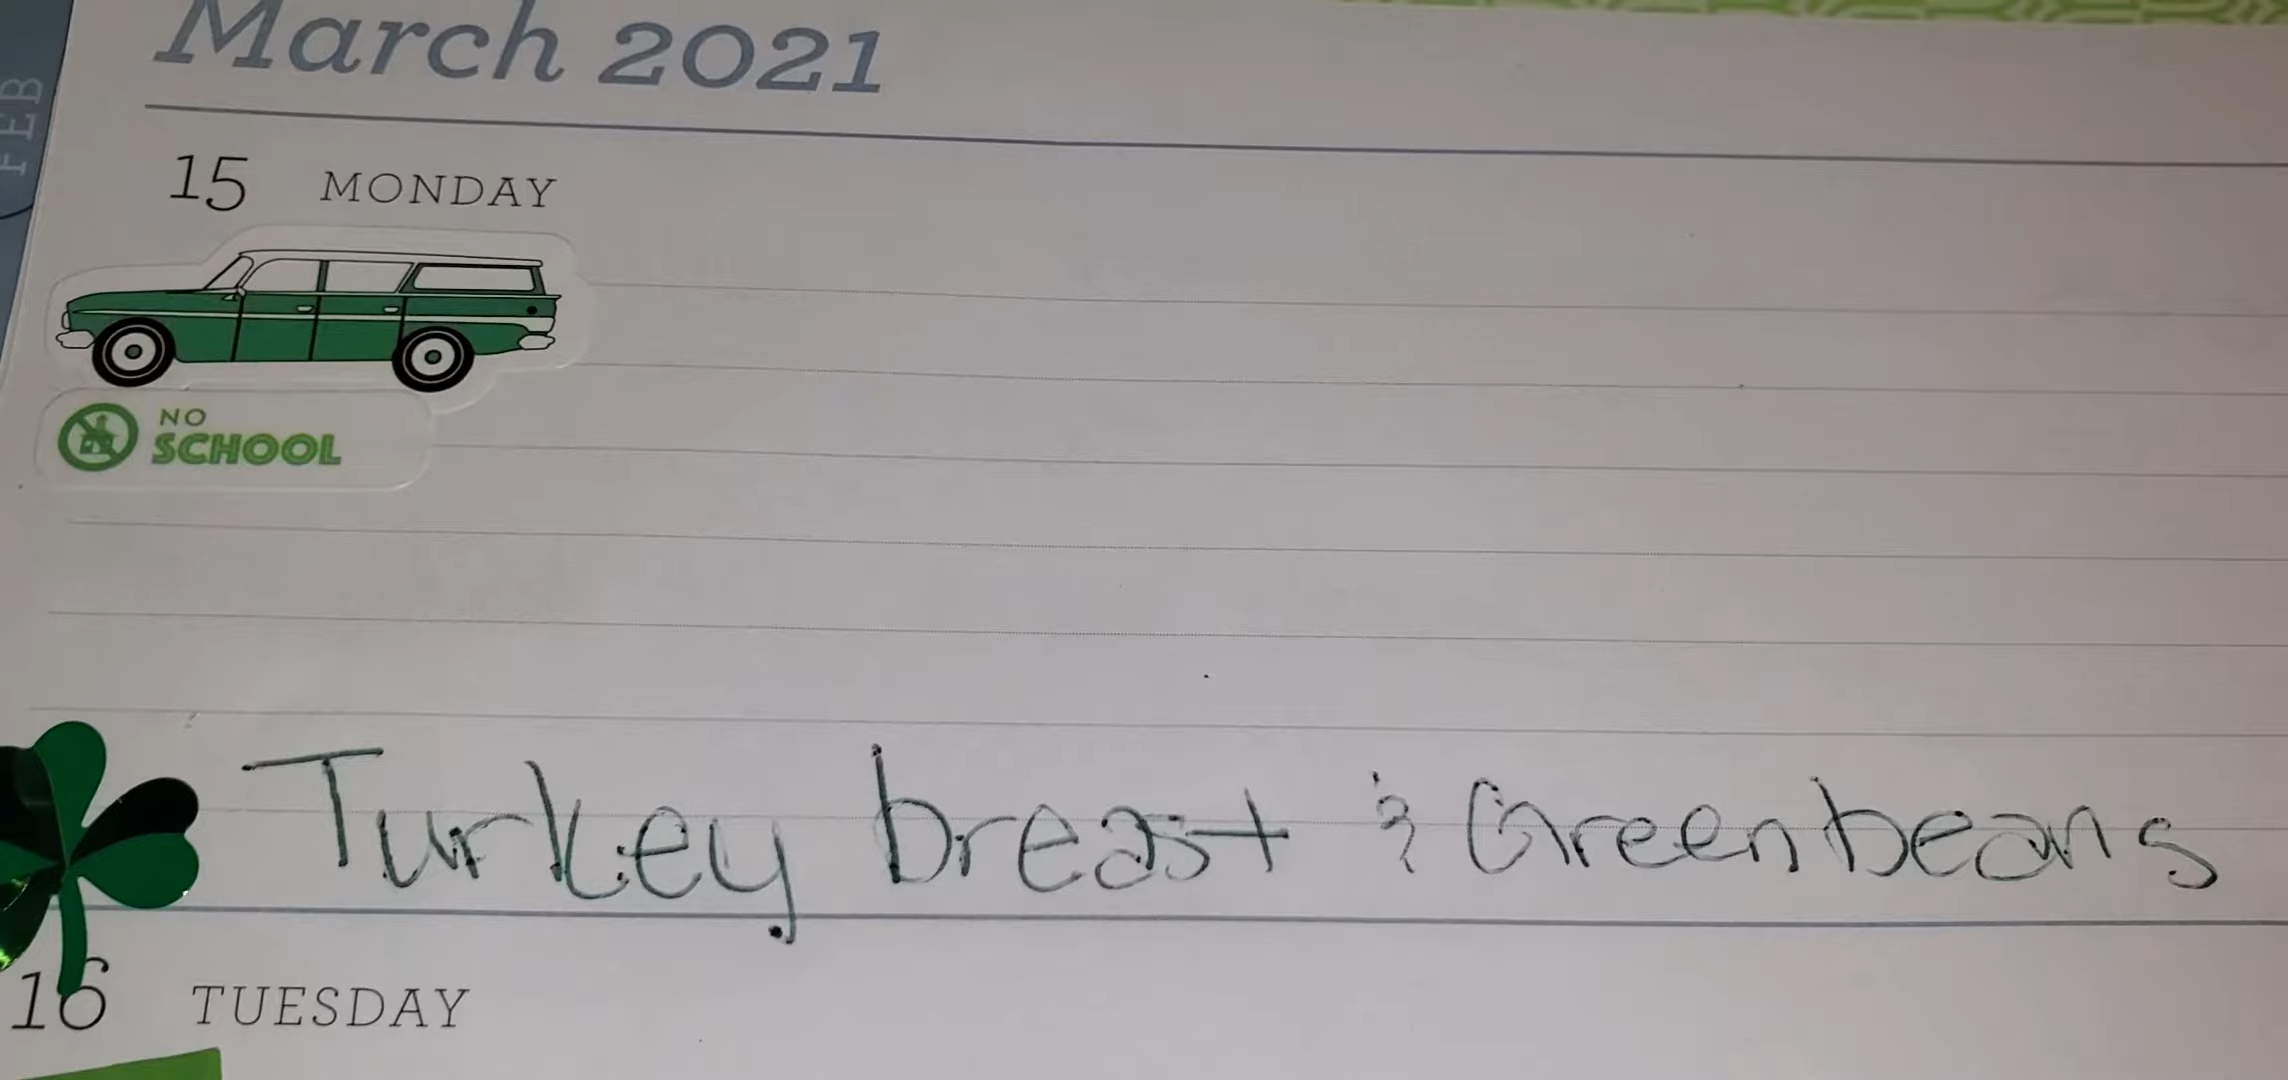 March 2021
FEB
15 MONDAY
NO
SCHOOL
Turkey breast & Greenbeans
16 TUESDAY